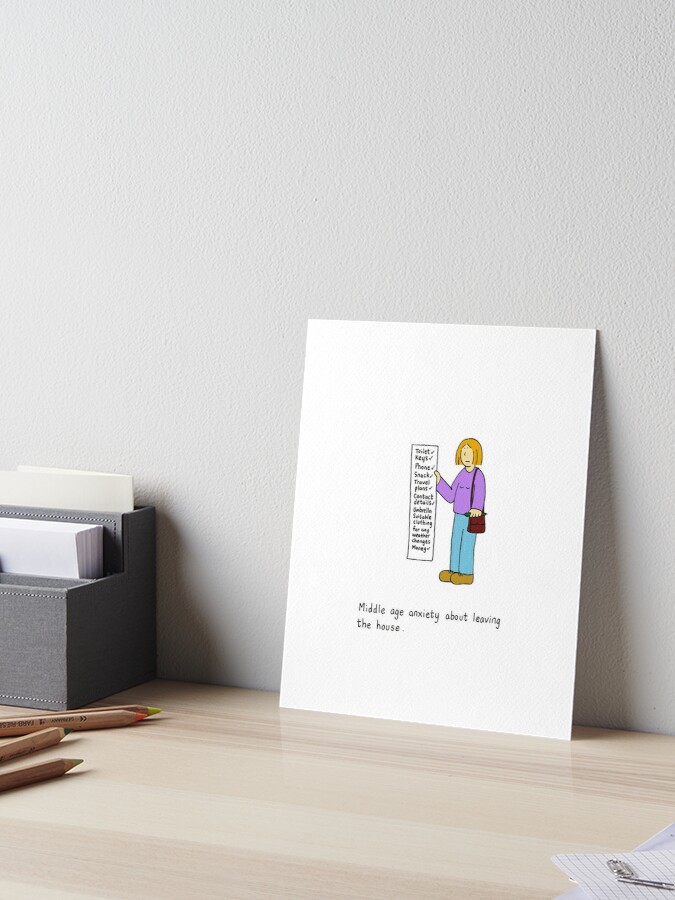 Toilet ✓
Keys ✓
Phone ✓
Snack ✓
Travel
plans ✓
Contact
details ✓
Umbrella
Suitable
clothing
for any
weather
changes
Money ✓
Middle age anxiety about leaving
the house.